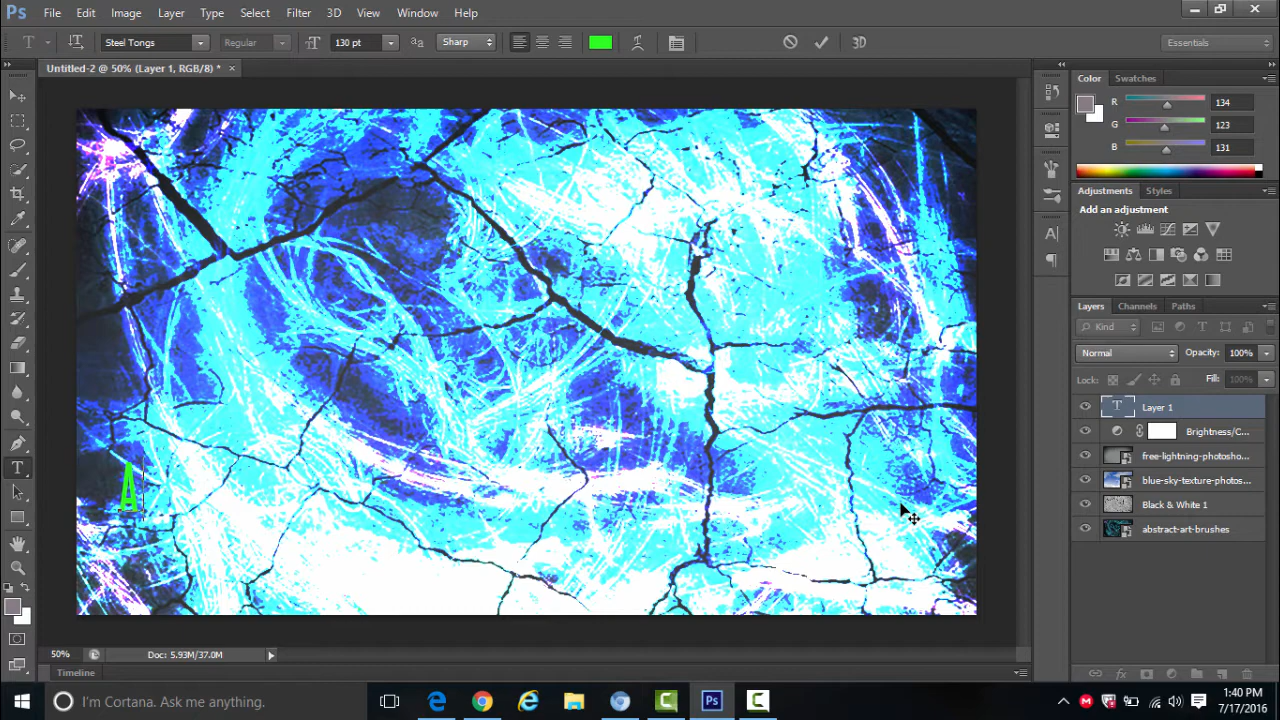 Ps File Edit Image Layer Type Select Filter 3D View Window Help
T Steel Tongs Regular 130 pt Sharp 3D Essentials
Untitled-2 @ 50% (Layer 1, RGB/8) * ×
Color Swatches
R 134
G 123
B 131
Adjustments Styles
Add an adjustment
Layers Channels Paths
Kind
Normal Opacity: 100%
Lock: Fill: 100%
T Layer 1
Brightness/C...
free-lightning-photosho...
blue-sky-texture-photos...
Black & White 1
abstract-art-brushes
A
50% Doc: 5.93M/37.0M
Timeline
I'm Cortana. Ask me anything.
1:40 PM
7/17/2016